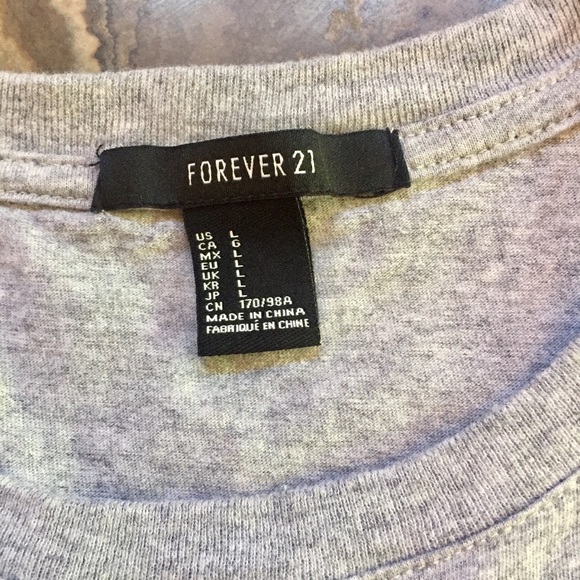 FOREVER 21
US L
CA G
MX L
EU L
UK L
KR L
JP L
CN 170/98A
MADE IN CHINA
FABRIQUÉ EN CHINE